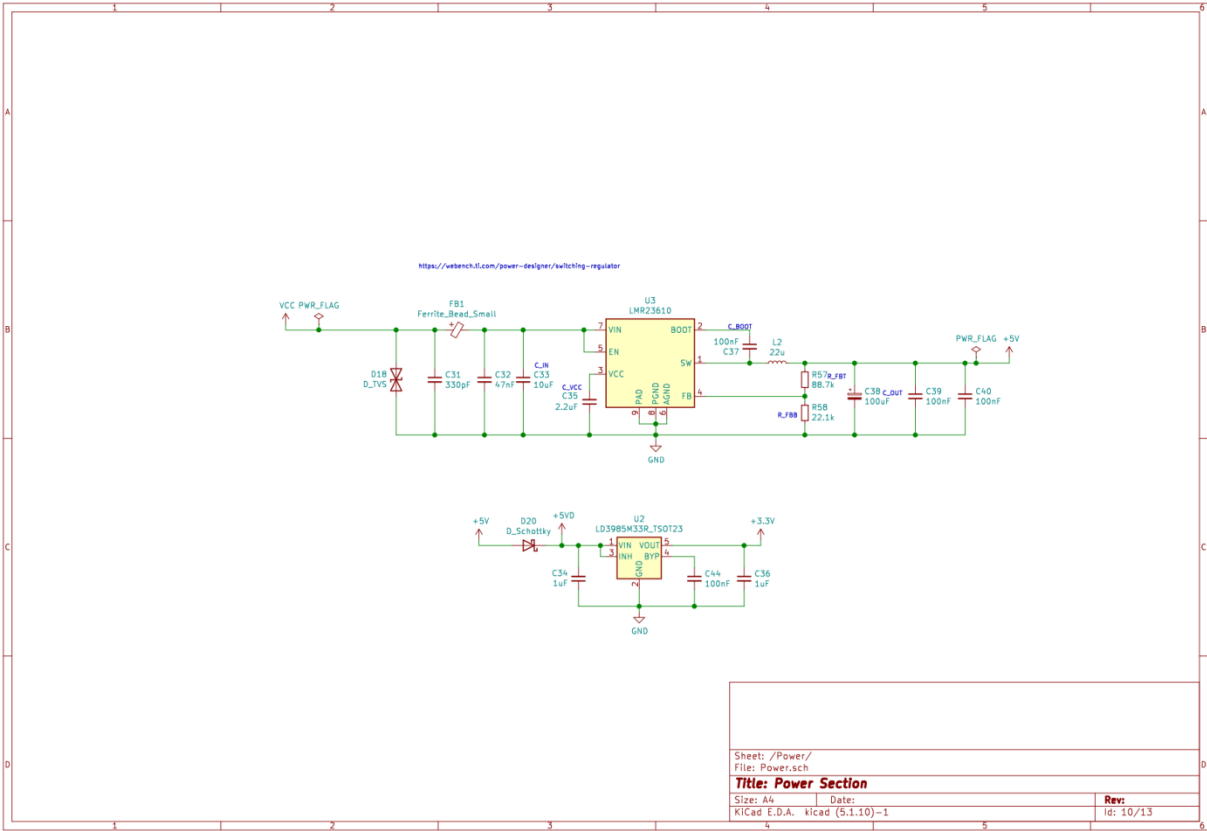 1 2 3 4 5 6
A A
https://webench.ti.com/power-designer/switching-regulator
B B
VCC PWR_FLAG
FB1
Ferrite_Bead_Small
U3
LMR23610
7 VIN
BOOT 2
C_BOOT
5 EN
100nF
C37
L2
22u
PWR_FLAG +5V
SW 1
3 VCC
D18
D_TVS
C31
330pF
C32
47nF
C_IN
C33
10uF
C_VCC
C35
2.2uF
PAD
PGND
AGND
9 8 6
FB 4
R57 R_FBT
88.7k
R_FBB
R58
22.1k
C38 C_OUT
100uF
C39
100nF
C40
100nF
GND
C C
+5V
D20
D_Schottky
+5VD
U2
LD3985M33R_TSOT23
+3.3V
1 VIN VOUT 5
3 INH BYP 4
GND
2
C34
1uF
C44
100nF
C36
1uF
GND
D D
Sheet: /Power/
File: Power.sch
Title: Power Section
Size: A4 Date: Rev:
KiCad E.D.A. kicad (5.1.10)-1 Id: 10/13
1 2 3 4 5 6